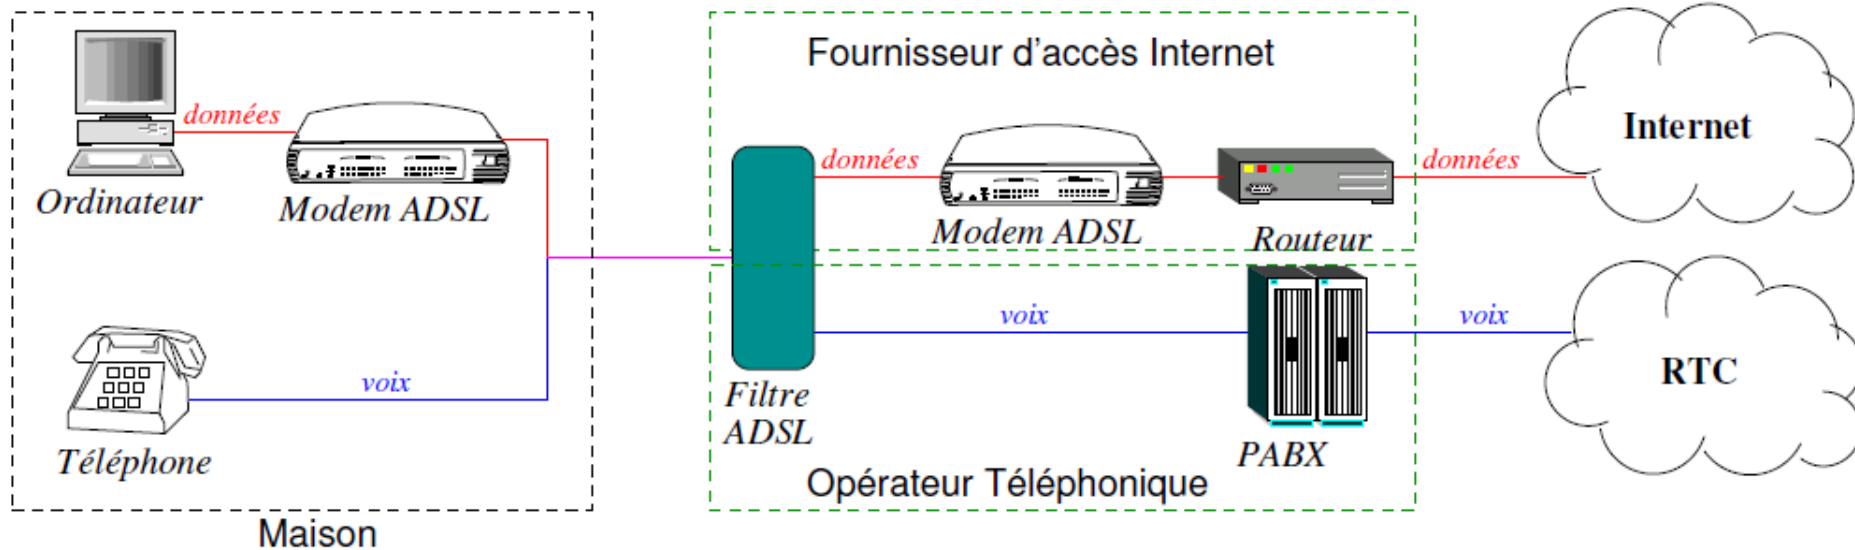 Fournisseur d'accès Internet
données
Ordinateur
Modem ADSL
données
Modem ADSL
Routeur
données
Internet
voix
Téléphone
Filtre
ADSL
voix
PABX
voix
RTC
Opérateur Téléphonique
Maison